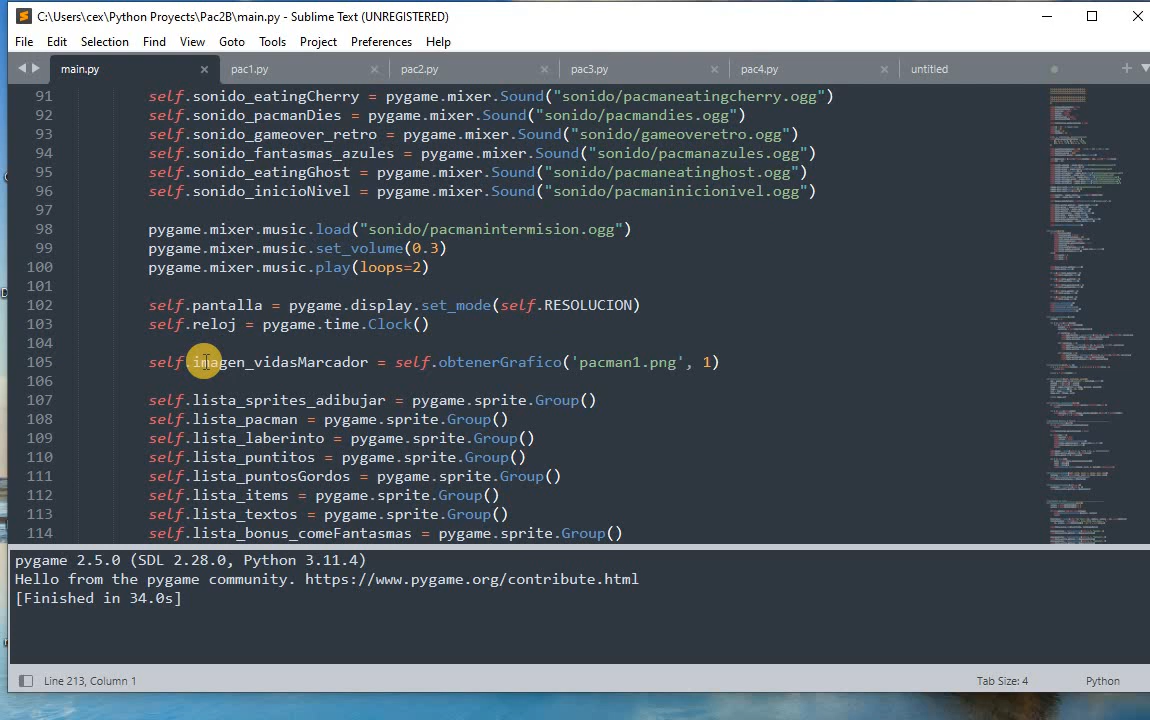 C:\Users\cex\Python Proyects\Pac2B\main.py - Sublime Text (UNREGISTERED)
File Edit Selection Find View Goto Tools Project Preferences Help
main.py pac1.py pac2.py pac3.py pac4.py untitled
91 self.sonido_eatingCherry = pygame.mixer.Sound("sonido/pacmaneatingcherry.ogg")
92 self.sonido_pacmanDies = pygame.mixer.Sound("sonido/pacmandies.ogg")
93 self.sonido_gameover_retro = pygame.mixer.Sound("sonido/gameoveretro.ogg")
94 self.sonido_fantasmas_azules = pygame.mixer.Sound("sonido/pacmanazules.ogg")
95 self.sonido_eatingGhost = pygame.mixer.Sound("sonido/pacmaneatinghost.ogg")
96 self.sonido_inicioNivel = pygame.mixer.Sound("sonido/pacmaninicionivel.ogg")
97
98 pygame.mixer.music.load("sonido/pacmanintermision.ogg")
99 pygame.mixer.music.set_volume(0.3)
100 pygame.mixer.music.play(loops=2)
101
102 self.pantalla = pygame.display.set_mode(self.RESOLUCION)
103 self.reloj = pygame.time.Clock()
104
105 self.imagen_vidasMarcador = self.obtenerGrafico('pacman1.png', 1)
106
107 self.lista_sprites_adibujar = pygame.sprite.Group()
108 self.lista_pacman = pygame.sprite.Group()
109 self.lista_laberinto = pygame.sprite.Group()
110 self.lista_puntitos = pygame.sprite.Group()
111 self.lista_puntosGordos = pygame.sprite.Group()
112 self.lista_items = pygame.sprite.Group()
113 self.lista_textos = pygame.sprite.Group()
114 self.lista_bonus_comeFantasmas = pygame.sprite.Group()
pygame 2.5.0 (SDL 2.28.0, Python 3.11.4)
Hello from the pygame community. https://www.pygame.org/contribute.html
[Finished in 34.0s]
Line 213, Column 1 Tab Size: 4 Python